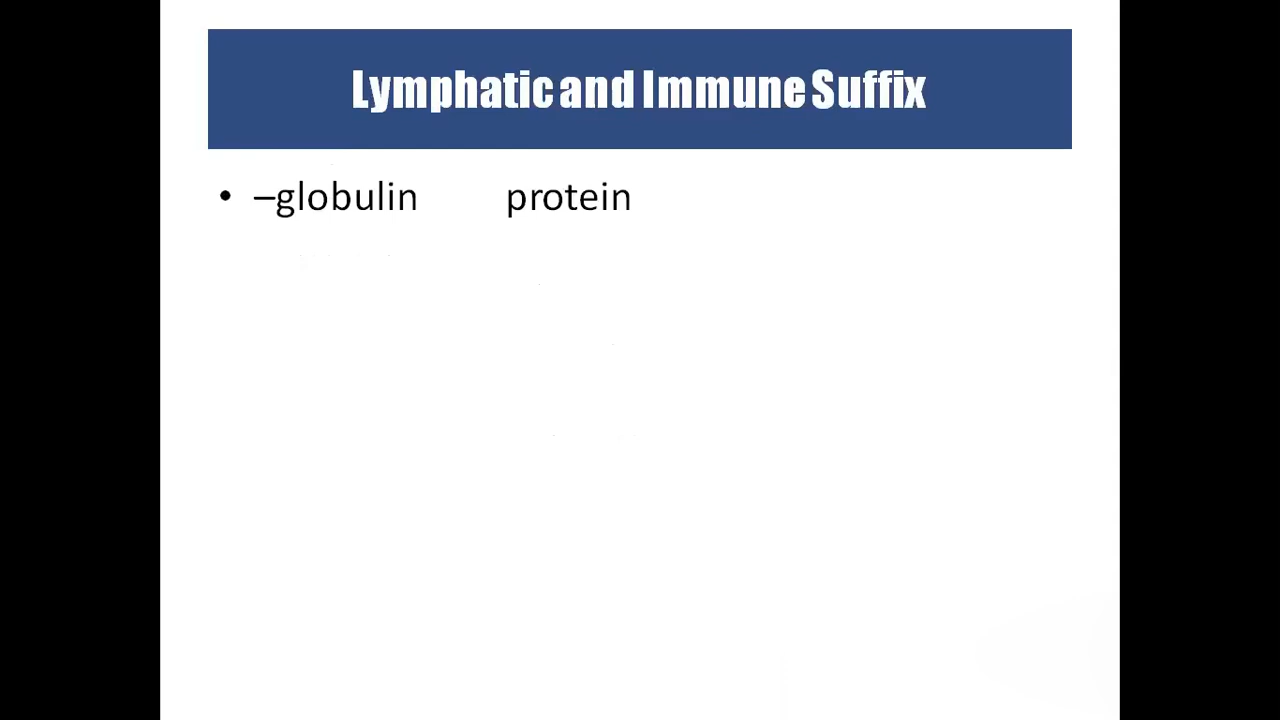 Lymphatic and Immune Suffix
• –globulin protein